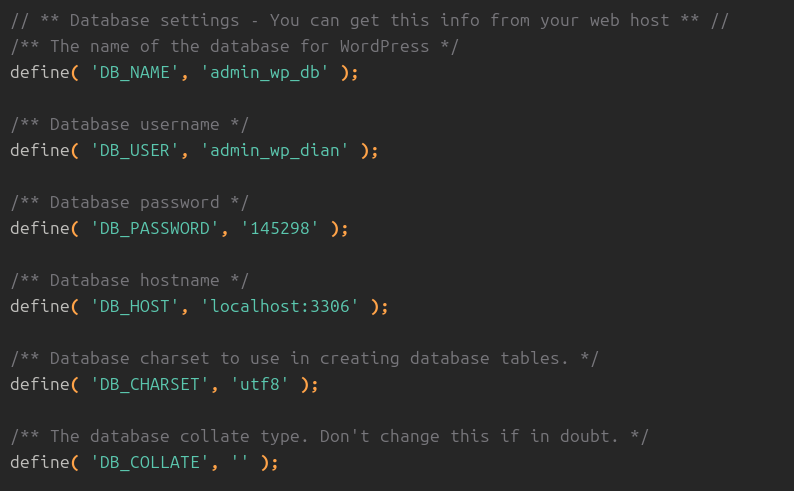 // ** Database settings - You can get this info from your web host ** //
/** The name of the database for WordPress */
define( 'DB_NAME', 'admin_wp_db' );
/** Database username */
define( 'DB_USER', 'admin_wp_dian' );
/** Database password */
define( 'DB_PASSWORD', '145298' );
/** Database hostname */
define( 'DB_HOST', 'localhost:3306' );
/** Database charset to use in creating database tables. */
define( 'DB_CHARSET', 'utf8' );
/** The database collate type. Don't change this if in doubt. */
define( 'DB_COLLATE', '' );